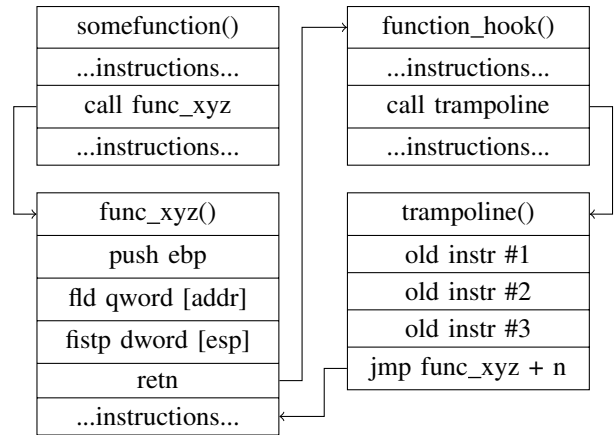 somefunction()
...instructions...
call func_xyz
...instructions...
function_hook()
...instructions...
call trampoline
...instructions...
func_xyz()
push ebp
fld qword [addr]
fistp dword [esp]
retn
...instructions...
trampoline()
old instr #1
old instr #2
old instr #3
jmp func_xyz + n